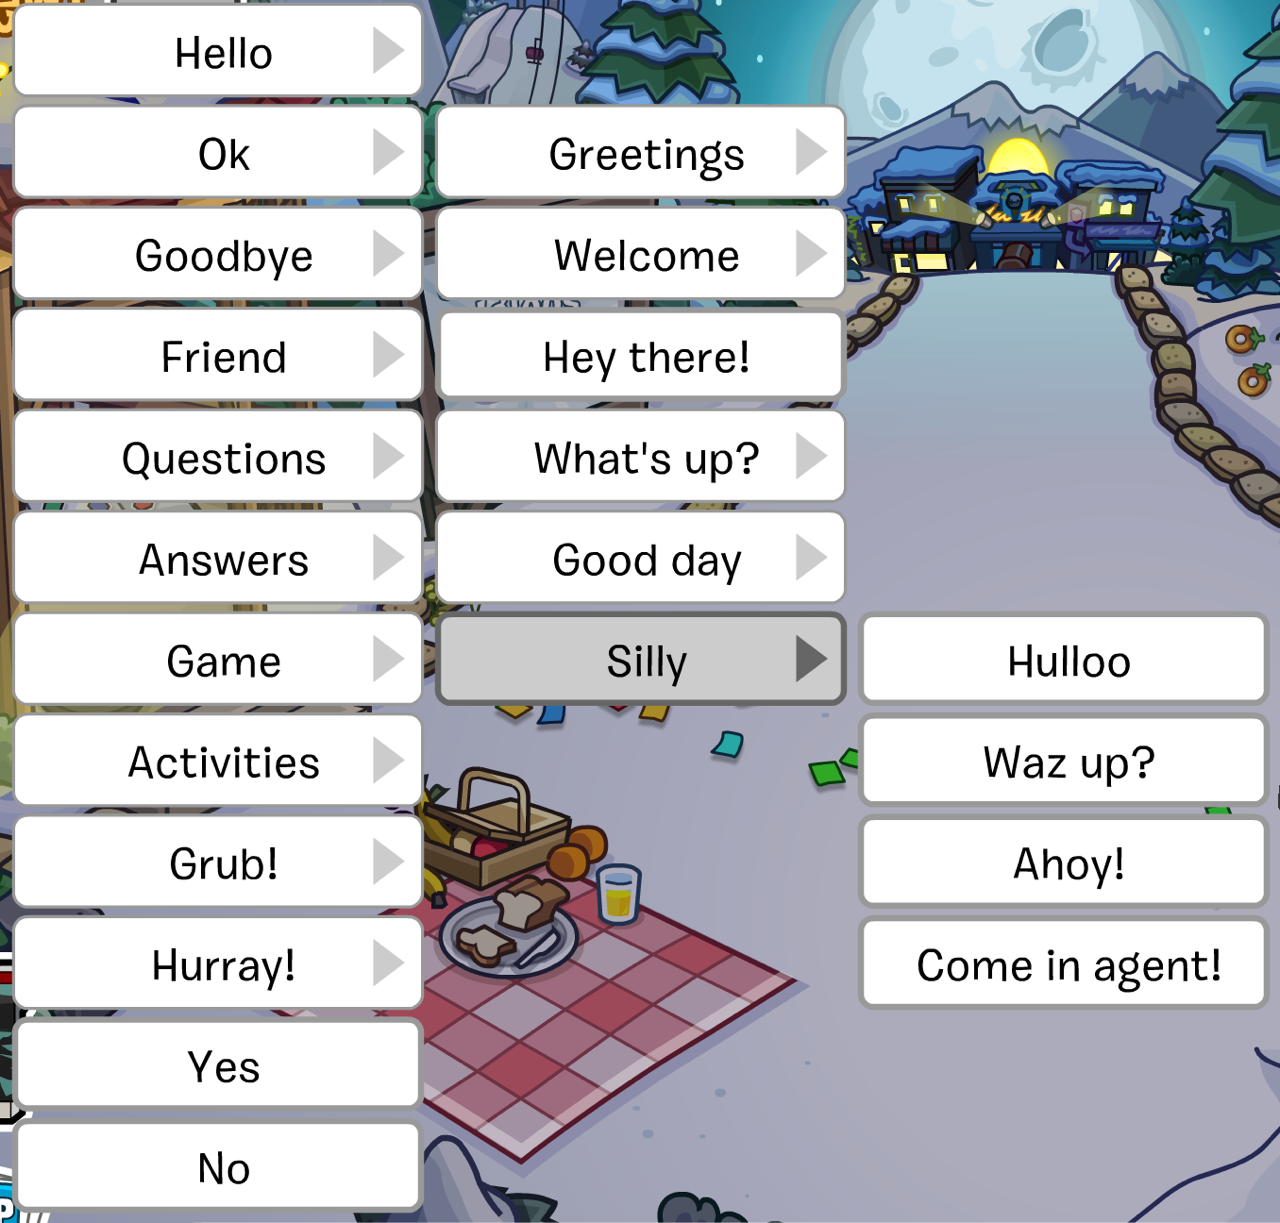 Hello
Ok
Goodbye
Friend
Questions
Answers
Game
Activities
Grub!
Hurray!
Yes
No
Greetings
Welcome
Hey there!
What's up?
Good day
Silly
Hulloo
Waz up?
Ahoy!
Come in agent!